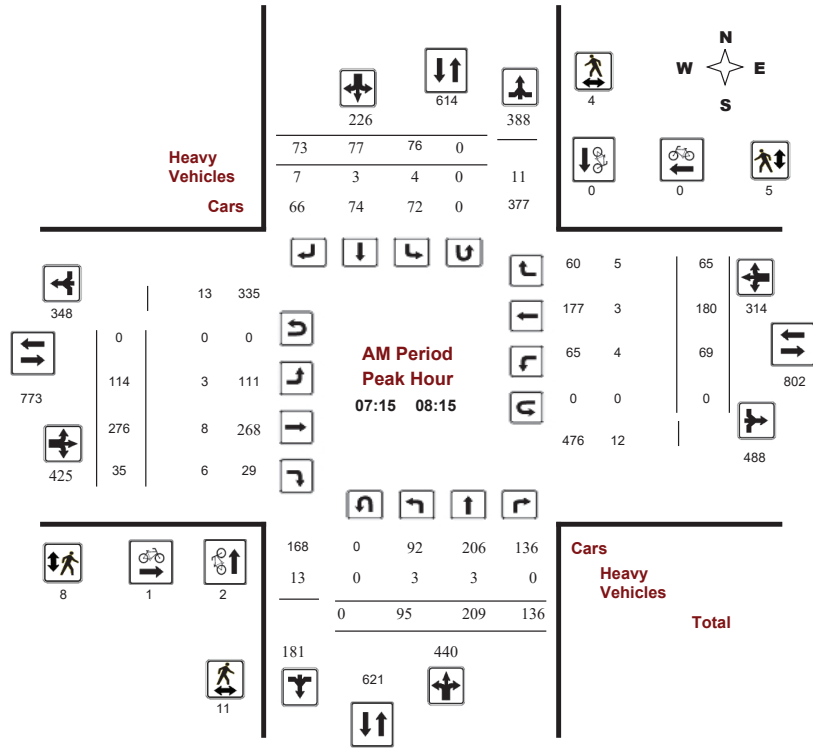 N
W E
S
614
4
226 388
73 77 76 0
Heavy
Vehicles
7 3 4 0 11
Cars
66 74 72 0 377
0 0 5
60 5 65
13 335
348
177 3 180 314
0 0 0
AM Period
Peak Hour
07:15 08:15
65 4 69
773
114 3 111
802
0 0 0
276 8 268
476 12
425
488
35 6 29
168 0 92 206 136
Cars
13 0 3 3 0
Heavy
Vehicles
8 1 2
0 95 209 136
Total
181 440
621
11